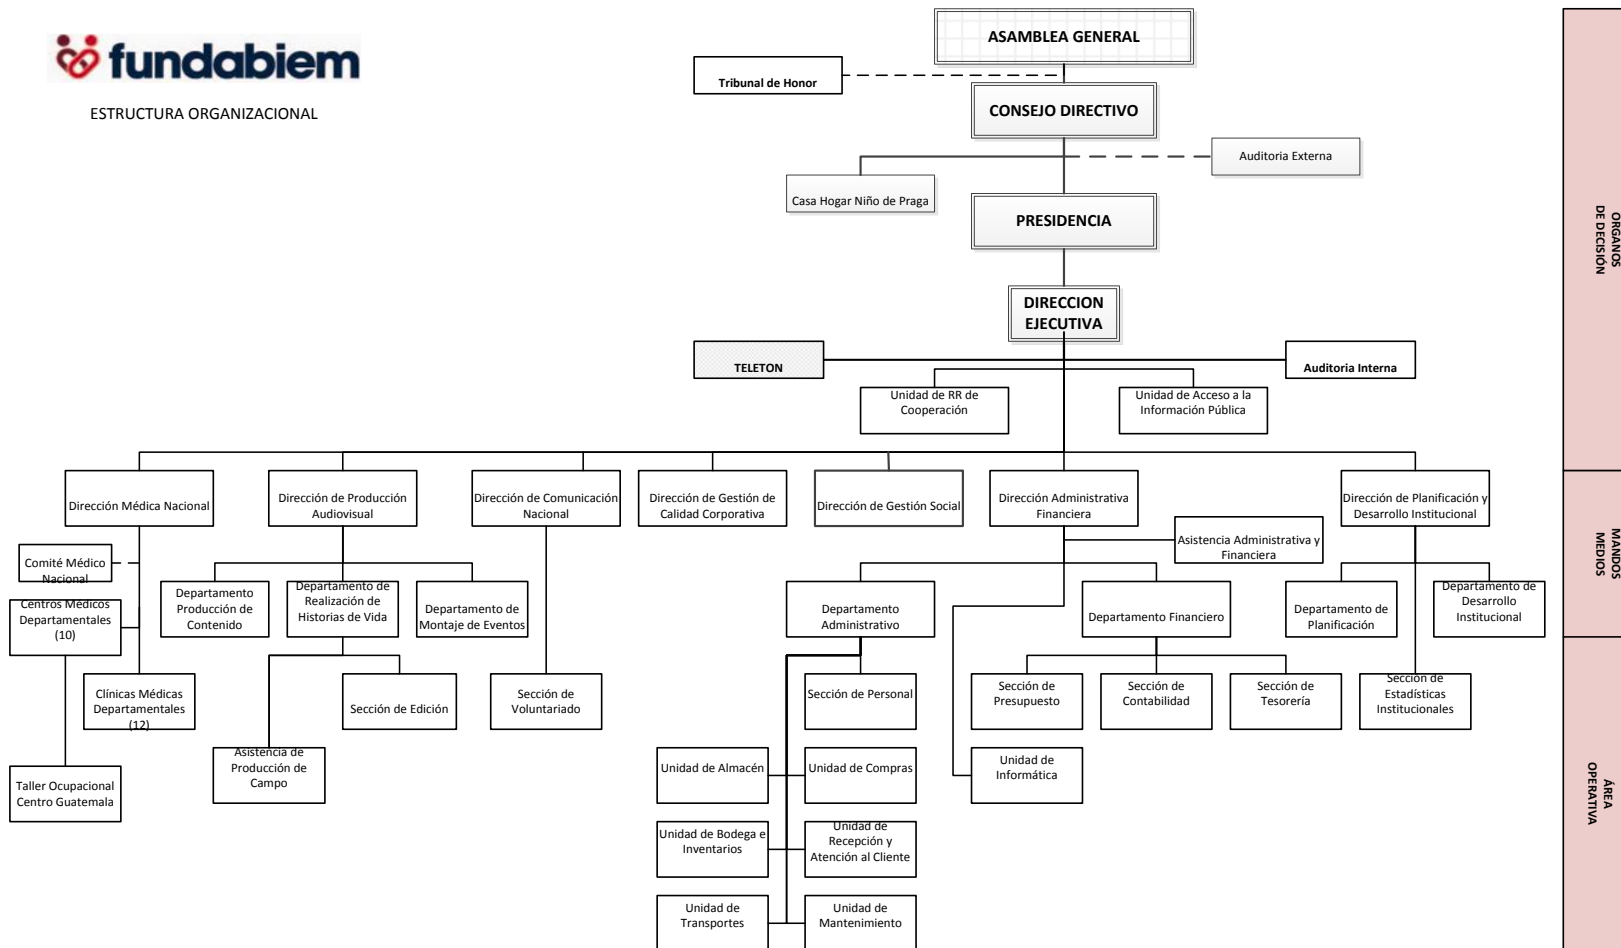 fundabiem
ESTRUCTURA ORGANIZACIONAL
ASAMBLEA GENERAL
Tribunal de Honor
CONSEJO DIRECTIVO
Auditoria Externa
Casa Hogar Niño de Praga
PRESIDENCIA
DIRECCION
EJECUTIVA
TELETON
Auditoria Interna
Unidad de RR de
Cooperación
Unidad de Acceso a la
Información Pública
Dirección Médica Nacional
Dirección de Producción
Audiovisual
Dirección de Comunicación
Nacional
Dirección de Gestión de
Calidad Corporativa
Dirección de Gestión Social
Dirección Administrativa
Financiera
Dirección de Planificación y
Desarrollo Institucional
Asistencia Administrativa y
Financiera
Comité Médico
Nacional
Centros Médicos
Departamentales
(10)
Departamento
Producción de
Contenido
Departamento de
Realización de
Historias de Vida
Departamento de
Montaje de Eventos
Departamento
Administrativo
Departamento Financiero
Departamento de
Planificación
Departamento de
Desarrollo
Institucional
Clínicas Médicas
Departamentales
(12)
Sección de Edición
Sección de
Voluntariado
Sección de Personal
Sección de
Presupuesto
Sección de
Contabilidad
Sección de
Tesorería
Sección de
Estadísticas
Institucionales
Taller Ocupacional
Centro Guatemala
Asistencia de
Producción de
Campo
Unidad de Almacén
Unidad de Compras
Unidad de
Informática
Unidad de Bodega e
Inventarios
Unidad de
Recepción y
Atención al Cliente
Unidad de
Transportes
Unidad de
Mantenimiento
ORGANOS
DE DECISIÓN
MANDOS
MEDIOS
ÁREA
OPERATIVA